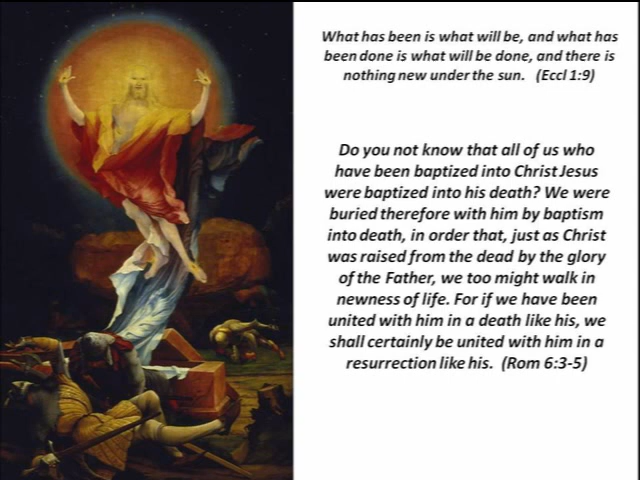 What has been is what will be, and what has
been done is what will be done, and there is
nothing new under the sun. (Eccl 1:9)
Do you not know that all of us who
have been baptized into Christ Jesus
were baptized into his death? We were
buried therefore with him by baptism
into death, in order that, just as Christ
was raised from the dead by the glory
of the Father, we too might walk in
newness of life. For if we have been
united with him in a death like his, we
shall certainly be united with him in a
resurrection like his. (Rom 6:3-5)